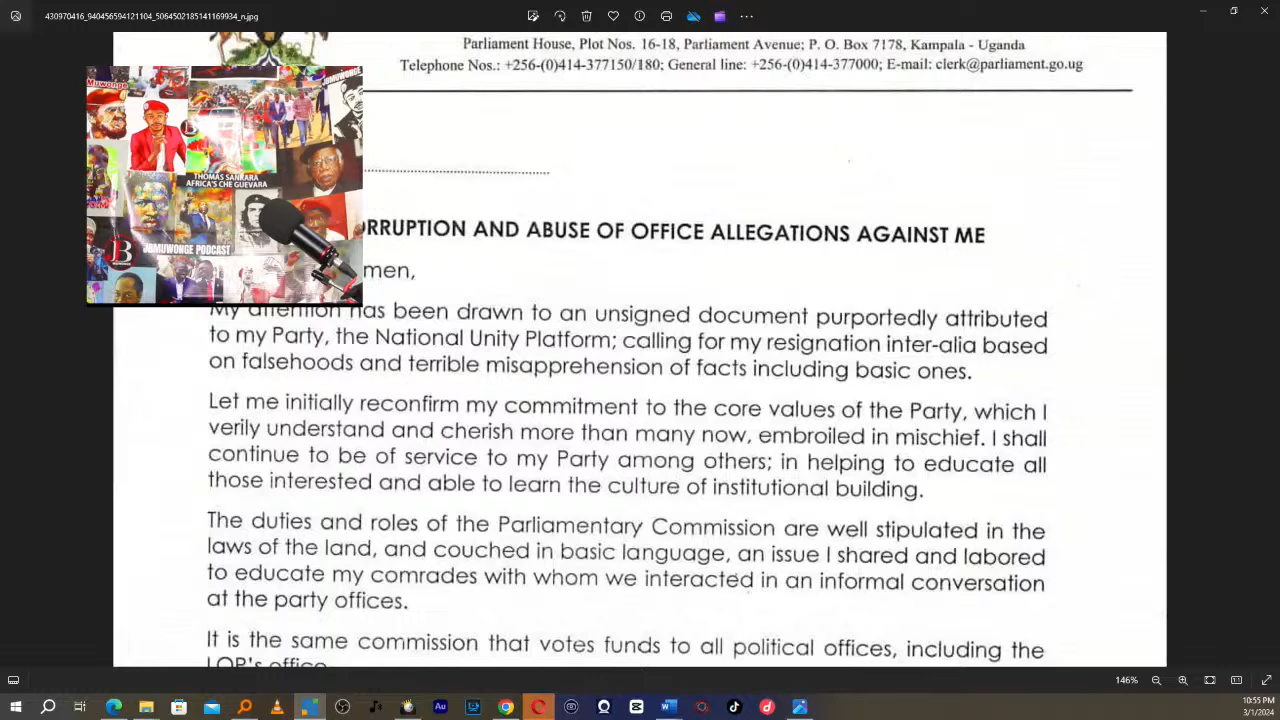 430970416_940456594121104_5064502185141169934_n.jpg
Parliament House, Plot Nos. 16-18, Parliament Avenue; P. O. Box 7178, Kampala - Uganda
Telephone Nos.: +256-(0)414-377150/180; General line: +256-(0)414-377000; E-mail: clerk@parliament.go.ug
Muwonge
JBMUWONGE
THOMAS SANKARA
AFRICA'S CHE GUEVARA
JB
JBMUWONGE PODCAST
RRUPTION AND ABUSE OF OFFICE ALLEGATIONS AGAINST ME
men,
My attention has been drawn to an unsigned document purportedly attributed
to my Party, the National Unity Platform; calling for my resignation inter-alia based
on falsehoods and terrible misapprehension of facts including basic ones.
Let me initially reconfirm my commitment to the core values of the Party, which I
verily understand and cherish more than many now, embroiled in mischief. I shall
continue to be of service to my Party among others; in helping to educate all
those interested and able to learn the culture of institutional building.
The duties and roles of the Parliamentary Commission are well stipulated in the
laws of the land, and couched in basic language, an issue I shared and labored
to educate my comrades with whom we interacted in an informal conversation
at the party offices.
It is the same commission that votes funds to all political offices, including the
LOP's office
146%
10:55 PM
3/1/2024